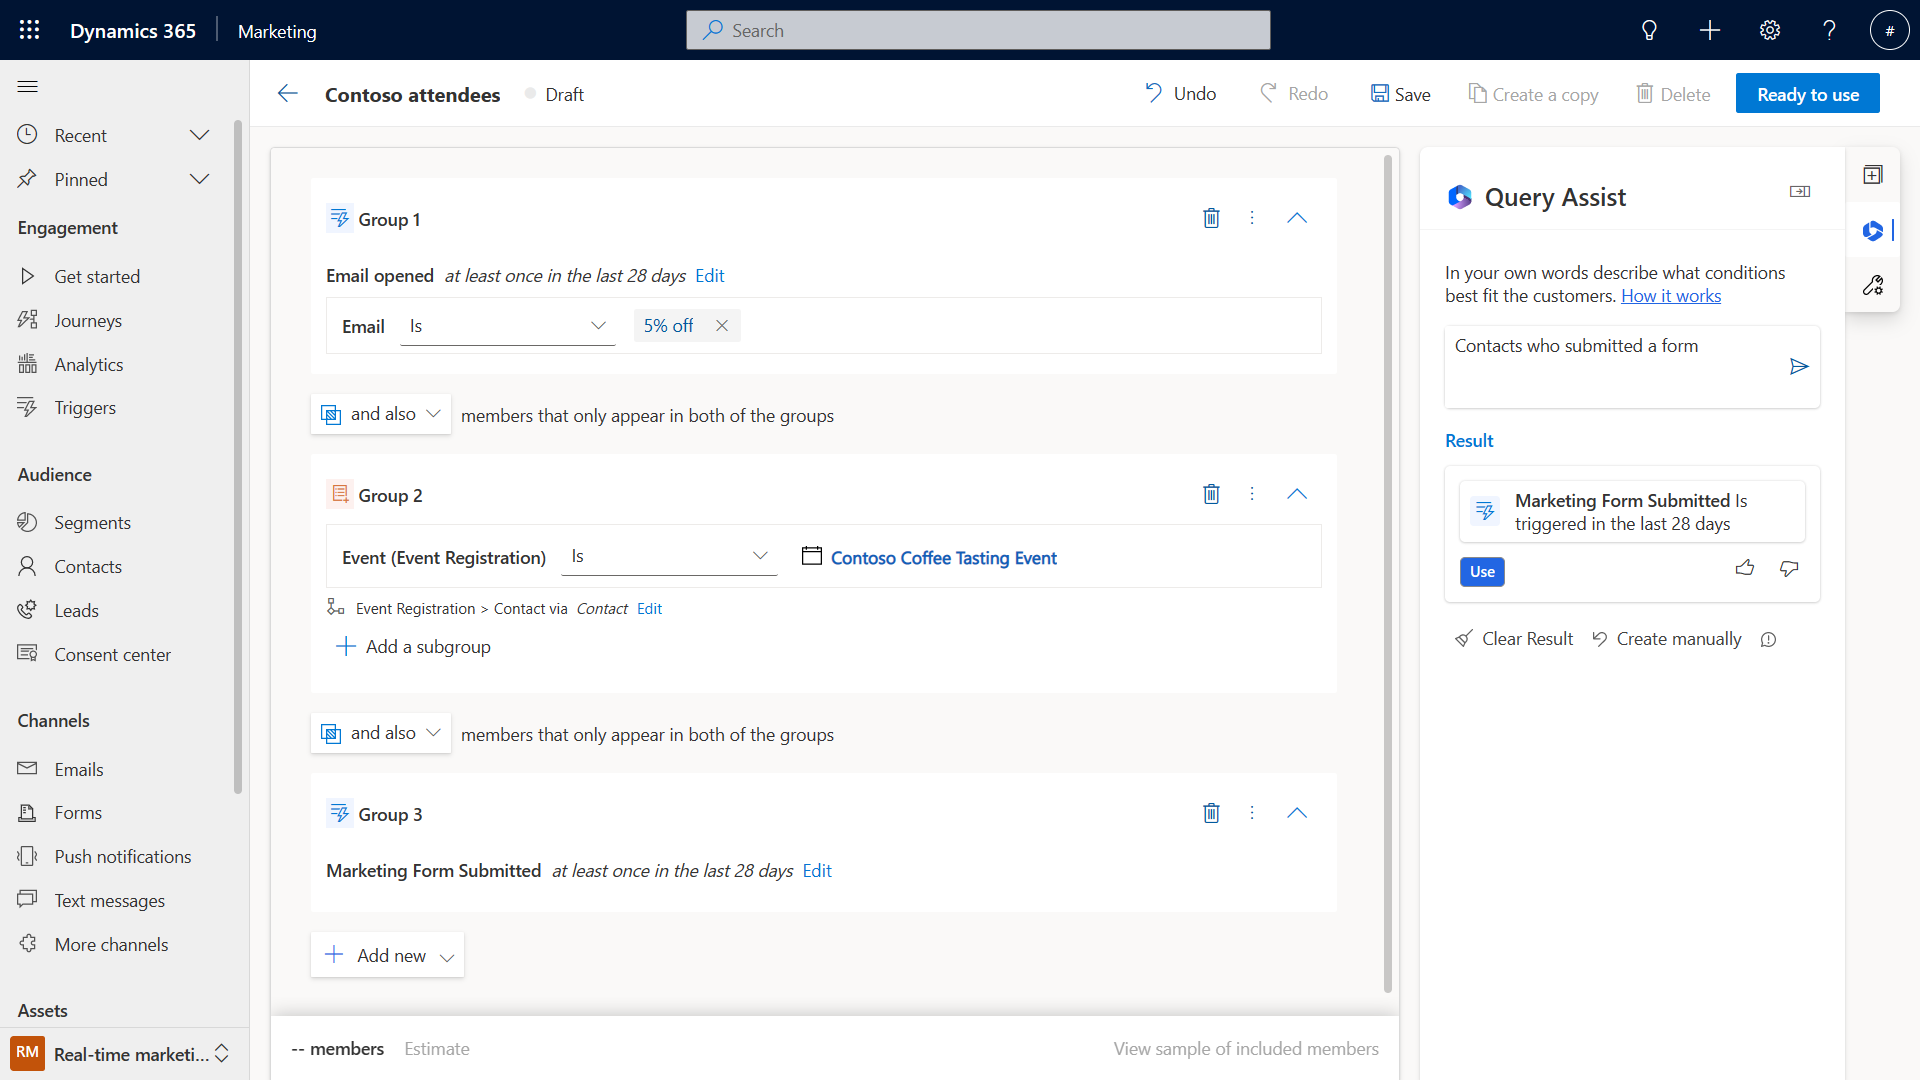 Dynamics 365
Marketing
Search
#
Recent
Pinned
Engagement
Get started
Journeys
Analytics
Triggers
Audience
Segments
Contacts
Leads
Consent center
Channels
Emails
Forms
Push notifications
Text messages
More channels
Assets
RM Real-time marketi...
Contoso attendees Draft
Undo Redo Save Create a copy Delete Ready to use
Group 1
Email opened at least once in the last 28 days Edit
Email Is 5% off
and also members that only appear in both of the groups
Group 2
Event (Event Registration) Is Contoso Coffee Tasting Event
Event Registration > Contact via Contact Edit
Add a subgroup
and also members that only appear in both of the groups
Group 3
Marketing Form Submitted at least once in the last 28 days Edit
Add new
-- members Estimate View sample of included members
Query Assist
In your own words describe what conditions
best fit the customers. How it works
Contacts who submitted a form
Result
Marketing Form Submitted Is
triggered in the last 28 days
Use
Clear Result Create manually